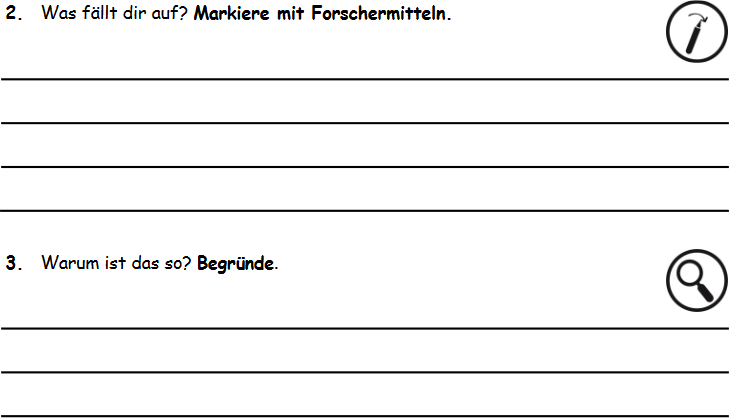 2. Was fällt dir auf? Markiere mit Forschermitteln.
3. Warum ist das so? Begründe.